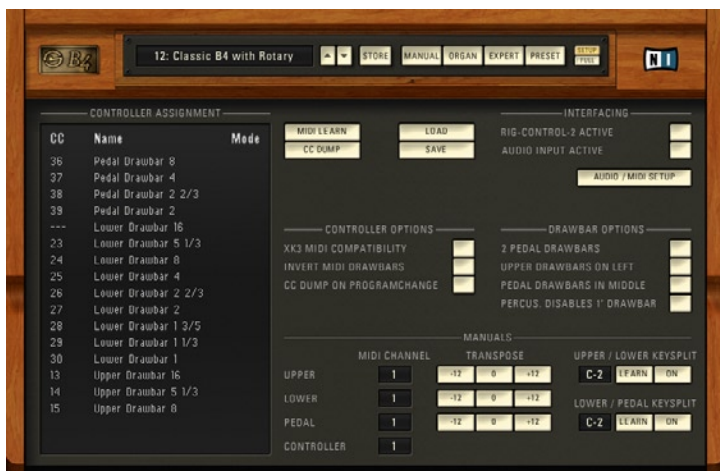 B4
12: Classic B4 with Rotary
STORE
MANUAL
ORGAN
EXPERT
PRESET
SETUP
NI
CONTROLLER ASSIGNMENT
CC Name Mode
36 Pedal Drawbar 8
37 Pedal Drawbar 4
38 Pedal Drawbar 2 2/3
39 Pedal Drawbar 2
--- Lower Drawbar 16
23 Lower Drawbar 5 1/3
24 Lower Drawbar 8
25 Lower Drawbar 4
26 Lower Drawbar 2 2/3
27 Lower Drawbar 2
28 Lower Drawbar 1 3/5
29 Lower Drawbar 1 1/3
30 Lower Drawbar 1
13 Upper Drawbar 16
14 Upper Drawbar 5 1/3
15 Upper Drawbar 8
MIDI LEARN
LOAD
CC DUMP
SAVE
INTERFACING
RIG-CONTROL-2 ACTIVE
AUDIO INPUT ACTIVE
AUDIO / MIDI SETUP
CONTROLLER OPTIONS
XK3 MIDI COMPATIBILITY
INVERT MIDI DRAWBARS
CC DUMP ON PROGRAMCHANGE
DRAWBAR OPTIONS
2 PEDAL DRAWBARS
UPPER DRAWBARS ON LEFT
PEDAL DRAWBARS IN MIDDLE
PERCUS. DISABLES 1' DRAWBAR
MANUALS
MIDI CHANNEL TRANSPOSE
UPPER 1 -12 0 +12
LOWER 1 -12 0 +12
PEDAL 1 -12 0 +12
CONTROLLER 1
UPPER / LOWER KEYSPLIT
C-2 LEARN ON
LOWER / PEDAL KEYSPLIT
C-2 LEARN ON